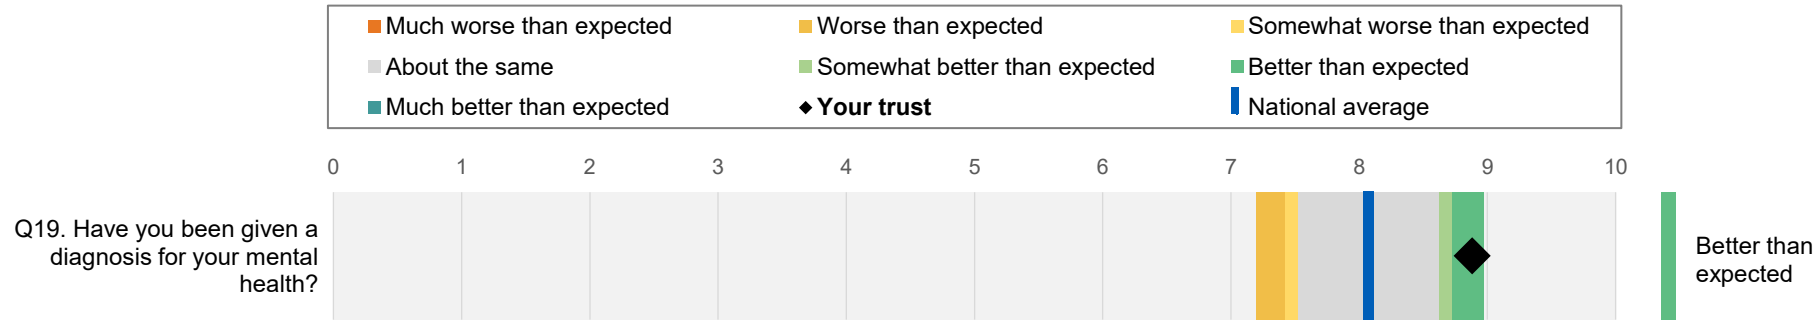 Much worse than expected
Worse than expected
Somewhat worse than expected
About the same
Somewhat better than expected
Better than expected
Much better than expected
Your trust
National average
0 1 2 3 4 5 6 7 8 9 10
Q19. Have you been given a
diagnosis for your mental
health?
Better than
expected